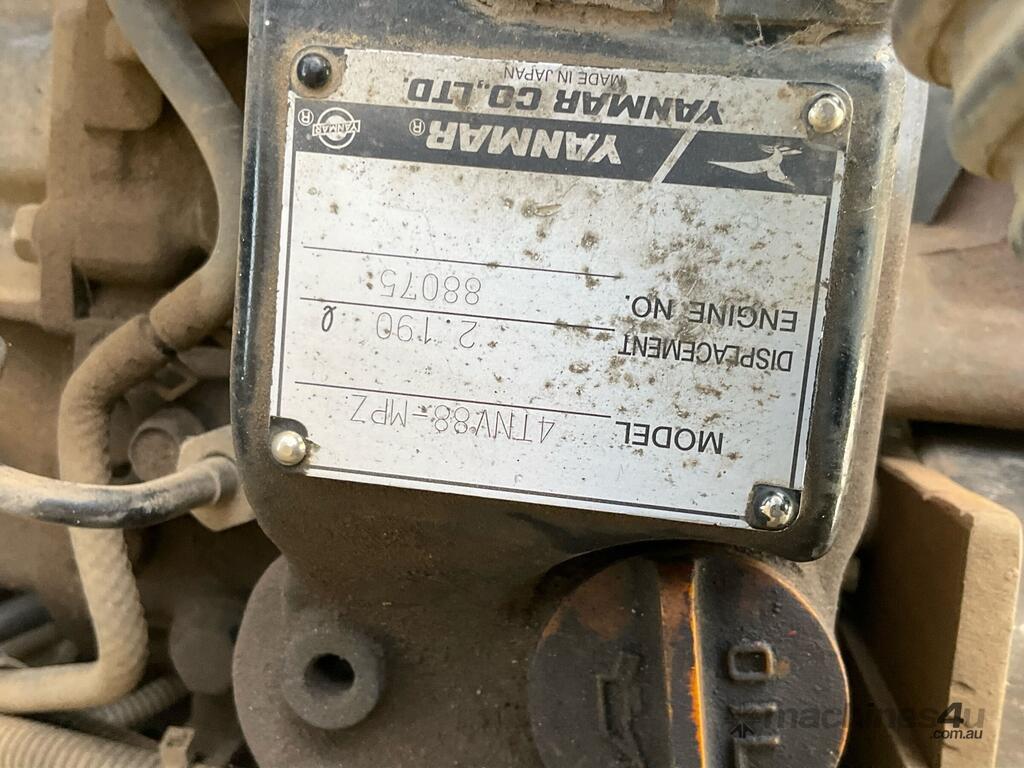 MODEL 4TNV88-MPZ
DISPLACEMENT 2.190 ℓ
ENGINE NO. 88075
YANMAR® YANMAR ®
YANMAR CO.,LTD.
MADE IN JAPAN
machines4u
.com.au